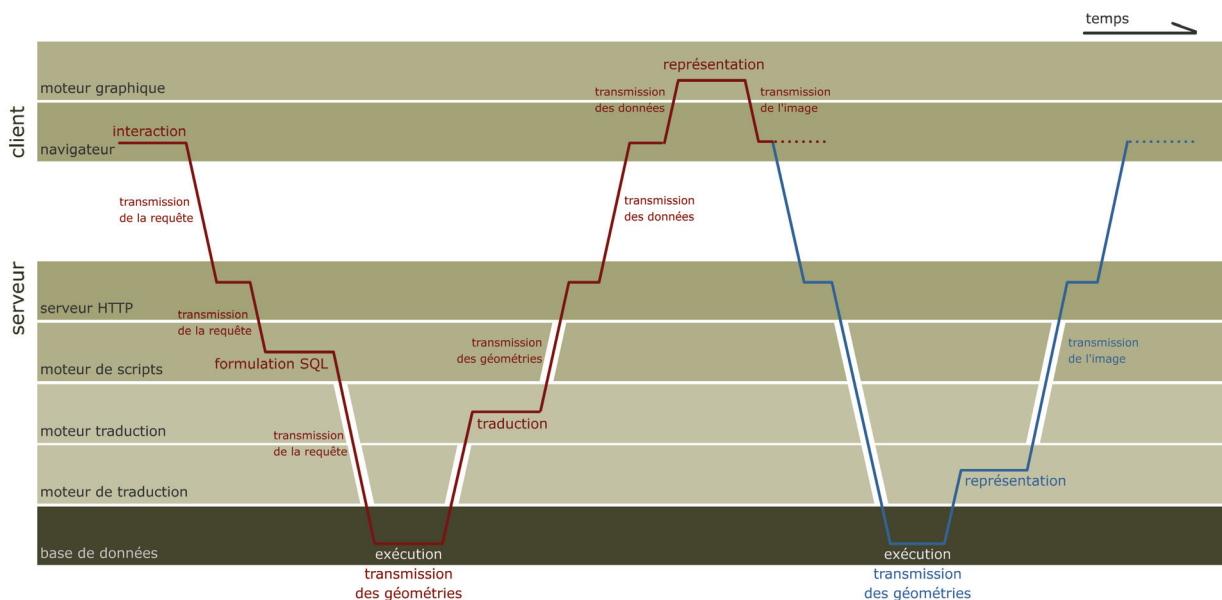 temps
client
serveur
moteur graphique
navigateur
serveur HTTP
moteur de scripts
moteur traduction
moteur de traduction
base de données
interaction
transmission
de la requête
transmission
de la requête
formulation SQL
transmission
de la requête
exécution
transmission
des géométries
traduction
transmission
des géométries
transmission
des données
transmission
des données
représentation
transmission
de l'image
exécution
transmission
des géométries
représentation
transmission
de l'image